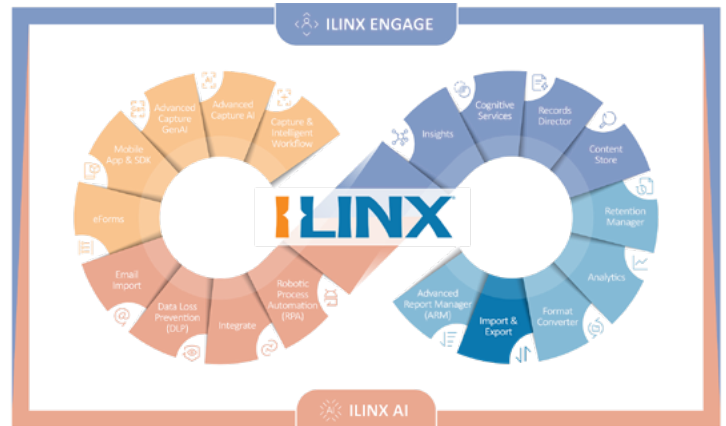 ILINX ENGAGE
Advanced
Capture
GenAI
Advanced
Capture AI
Capture &
Intelligent
Workflow
Mobile
App & SDK
eForms
Email
Import
Data Loss
Prevention
(DLP)
Integrate
Robotic
Process
Automation
(RPA)
ILINX
Insights
Cognitive
Services
Records
Director
Content
Store
Retention
Manager
Analytics
Format
Converter
Import &
Export
Advanced
Report Manager
(ARM)
ILINX AI